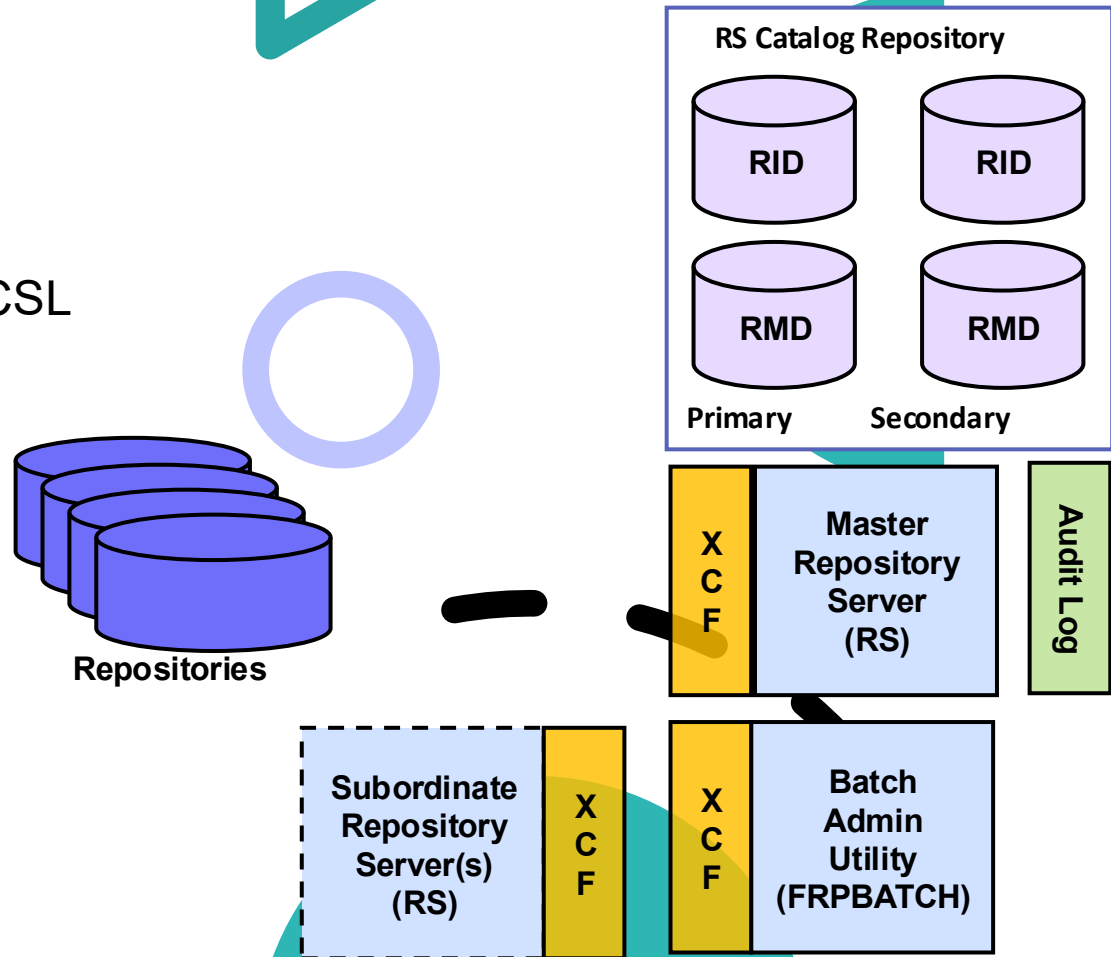 RS Catalog Repository
RID
RID
RMD
RMD
Primary
Secondary
CSL
Repositories
X
C
F
Master
Repository
Server
(RS)
Audit Log
Subordinate
Repository
Server(s)
(RS)
X
C
F
X
C
F
Batch
Admin
Utility
(FRPBATCH)